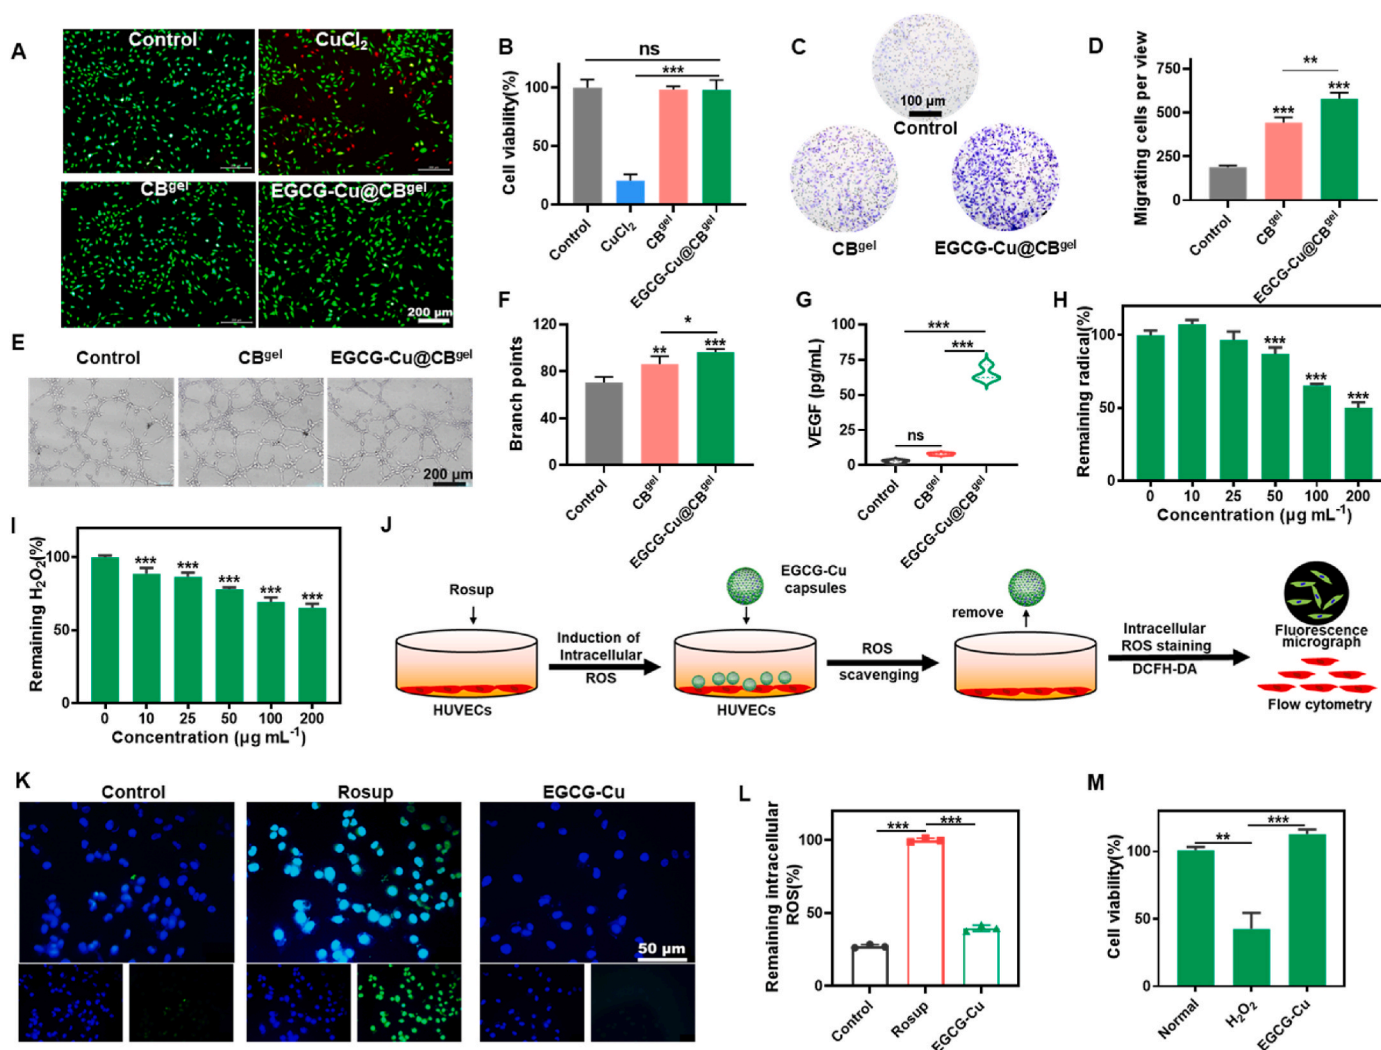 A
Control
CuCl₂
CBᵍᵉˡ
EGCG-Cu@CBᵍᵉˡ
200 μm
B
ns
***
Cell viability(%)
100
50
0
Control
CuCl₂
CBᵍᵉˡ
EGCG-Cu@CBᵍᵉˡ
C
100 μm
Control
CBᵍᵉˡ
EGCG-Cu@CBᵍᵉˡ
D
**
***
***
Migrating cells per view
750
500
250
0
Control
CBᵍᵉˡ
EGCG-Cu@CBᵍᵉˡ
E
Control
CBᵍᵉˡ
EGCG-Cu@CBᵍᵉˡ
200 μm
F
*
**
***
Branch points
120
80
40
0
Control
CBᵍᵉˡ
EGCG-Cu@CBᵍᵉˡ
G
***
***
ns
VEGF (pg/mL)
100
75
50
25
0
Control
CBᵍᵉˡ
EGCG-Cu@CBᵍᵉˡ
H
***
***
***
Remaining radical(%)
100
50
0
0 10 25 50 100 200
Concentration (μg mL⁻¹)
I
***
***
***
***
***
Remaining H₂O₂(%)
100
50
0
0 10 25 50 100 200
Concentration (μg mL⁻¹)
J
Rosup
HUVECs
Induction of
Intracellular
ROS
EGCG-Cu
capsules
HUVECs
ROS
scavenging
remove
Intracellular
ROS staining
DCFH-DA
Fluorescence
micrograph
Flow cytometry
K
Control
Rosup
EGCG-Cu
50 μm
L
***
***
Remaining intracellular
ROS(%)
100
50
0
Control
Rosup
EGCG-Cu
M
**
***
Cell viability(%)
100
50
0
Normal
H₂O₂
EGCG-Cu